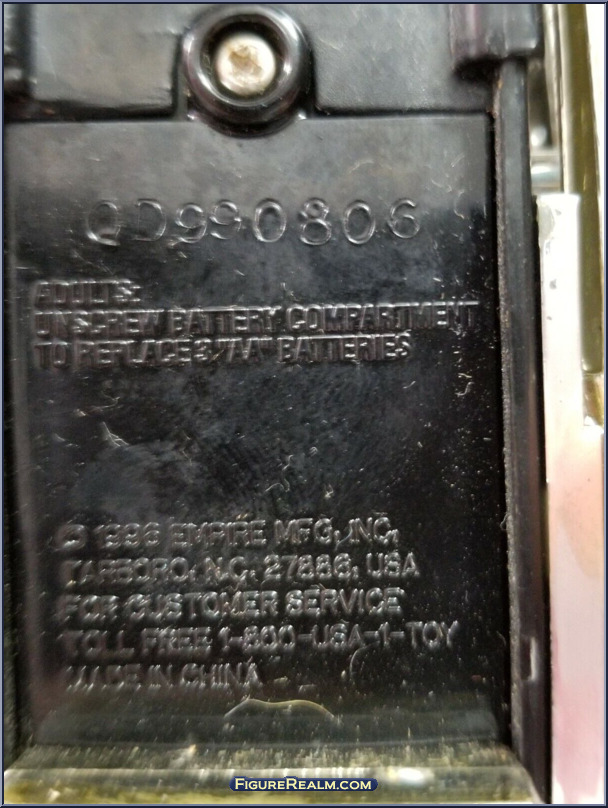 QD990806
ADULTS:
UNSCREW BATTERY COMPARTMENT
TO REPLACE 3 "AA" BATTERIES
© 1996 EMPIRE MFG, INC,
TARBORO, N.C. 27886, USA
FOR CUSTOMER SERVICE
TOLL FREE 1-800-USA-1-TOY
MADE IN CHINA
FIGUREREALM.COM